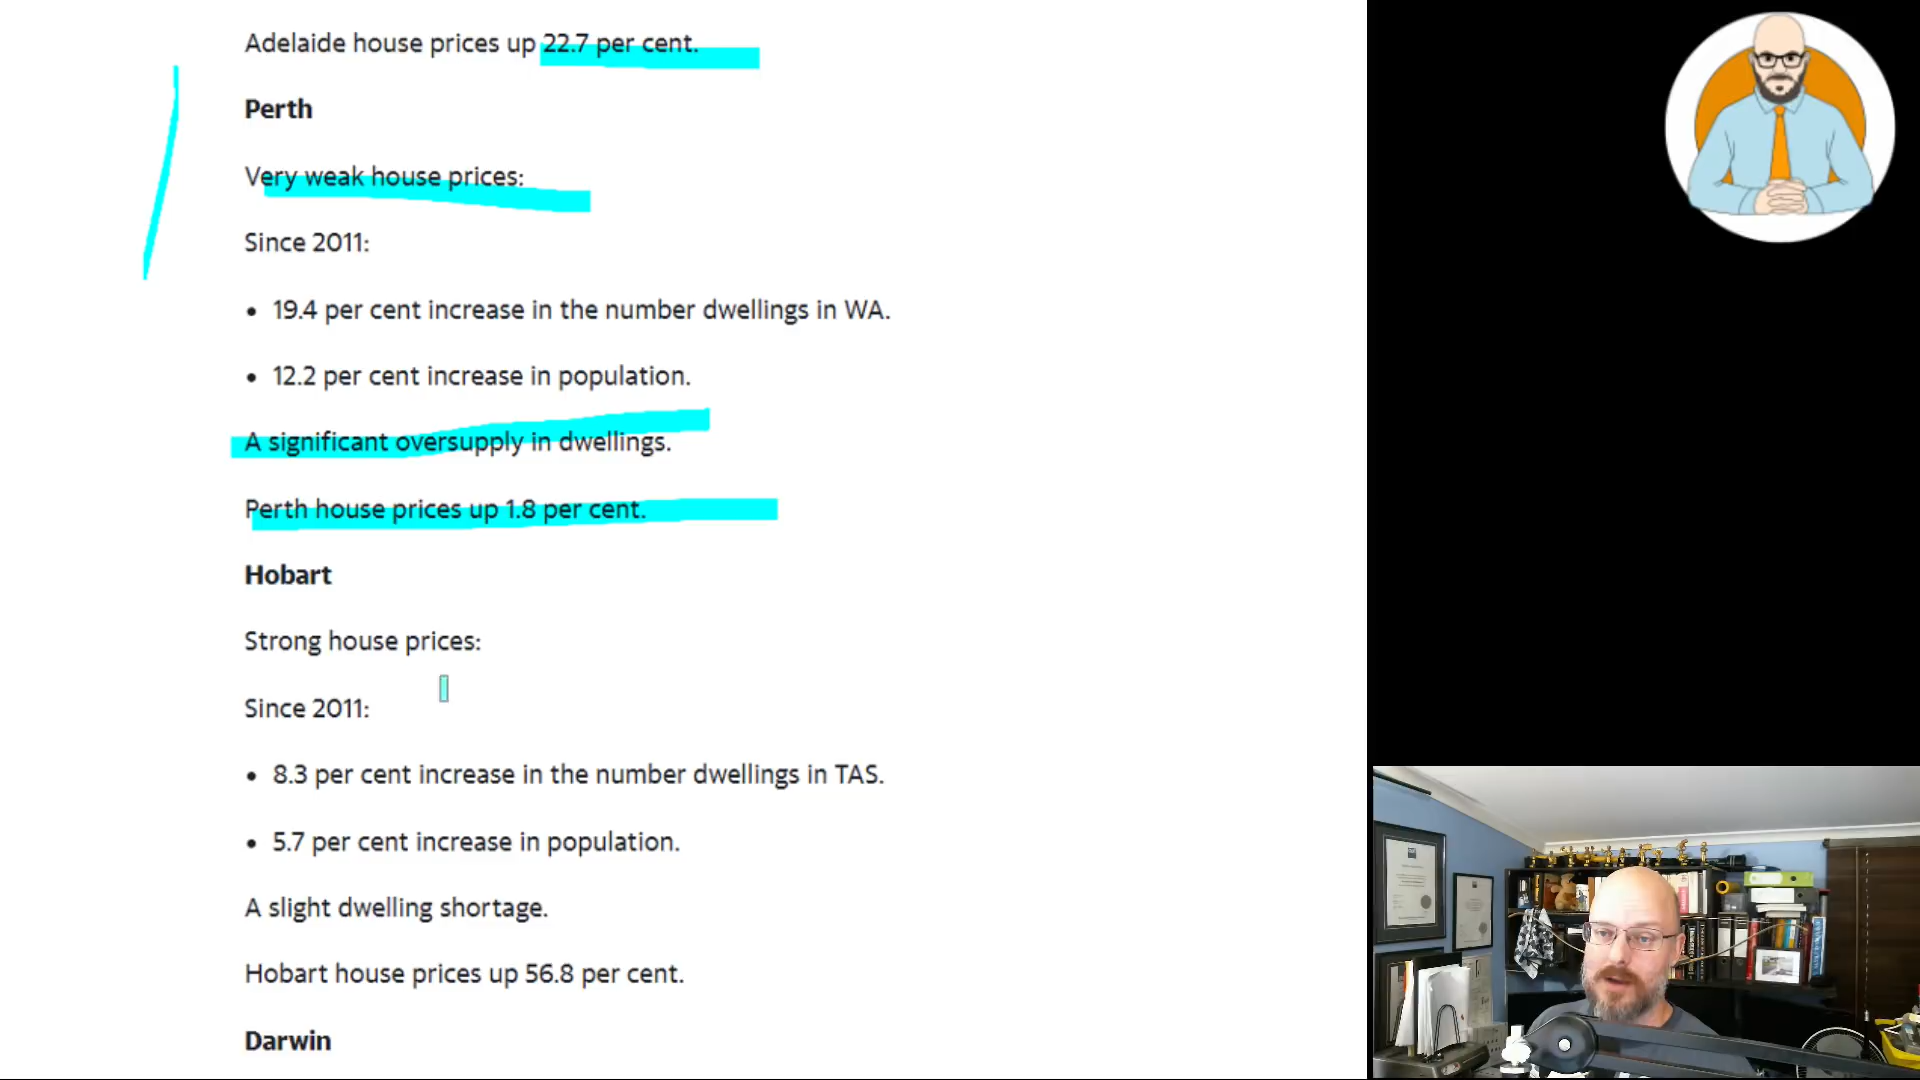 Adelaide house prices up 22.7 per cent.
Perth
Very weak house prices:
Since 2011:
• 19.4 per cent increase in the number dwellings in WA.
• 12.2 per cent increase in population.
A significant oversupply in dwellings.
Perth house prices up 1.8 per cent.
Hobart
Strong house prices:
Since 2011:
• 8.3 per cent increase in the number dwellings in TAS.
• 5.7 per cent increase in population.
A slight dwelling shortage.
Hobart house prices up 56.8 per cent.
Darwin